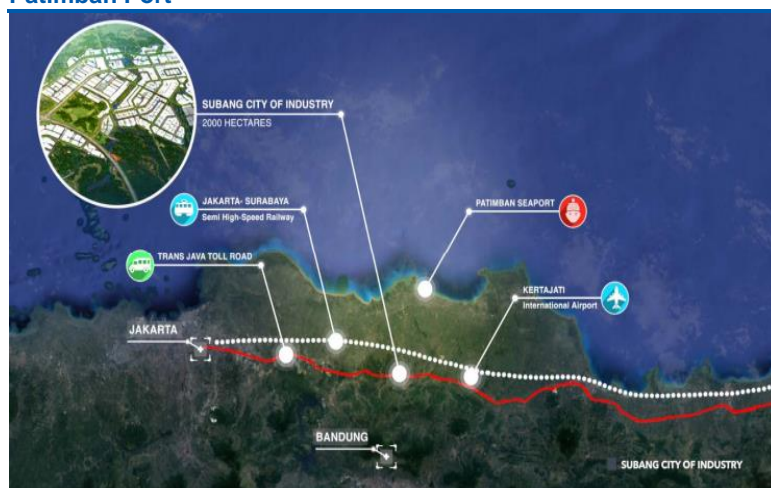 Patimban Port
SUBANG CITY OF INDUSTRY
2000 HECTARES
JAKARTA- SURABAYA
Semi High-Speed Railway
PATIMBAN SEAPORT
TRANS JAVA TOLL ROAD
KERTAJATI
International Airport
JAKARTA
BANDUNG
SUBANG CITY OF INDUSTRY